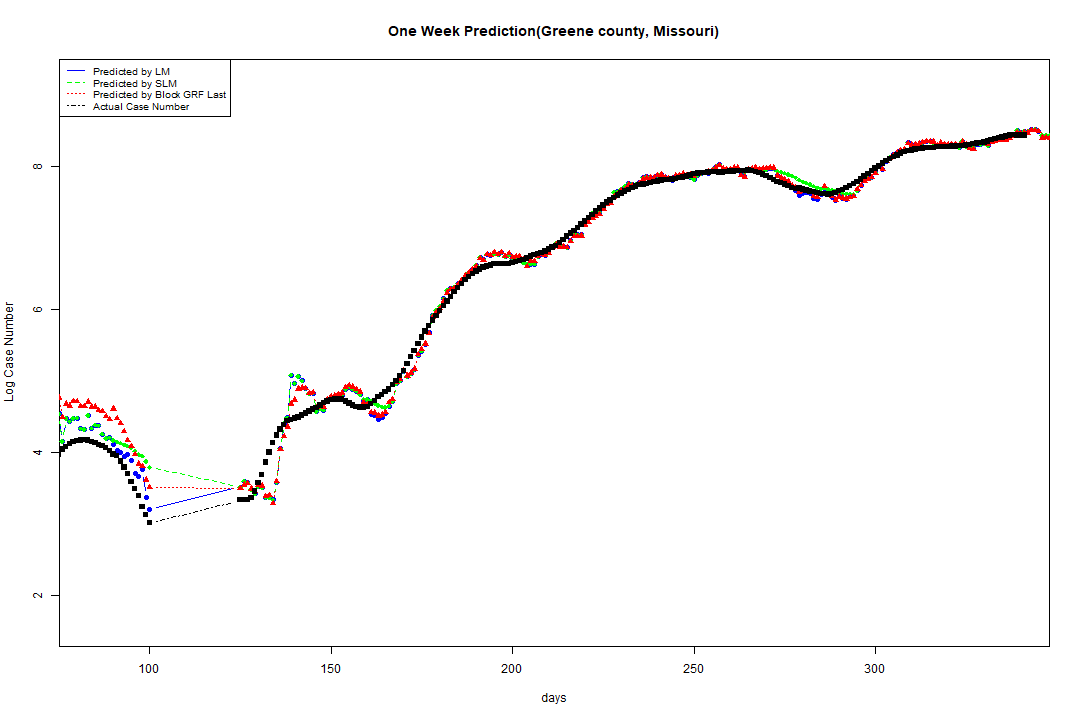 One Week Prediction(Greene county, Missouri)
Predicted by LM
Predicted by SLM
Predicted by Block GRF Last
Actual Case Number
8
6
4
2
Log Case Number
100 150 200 250 300
days